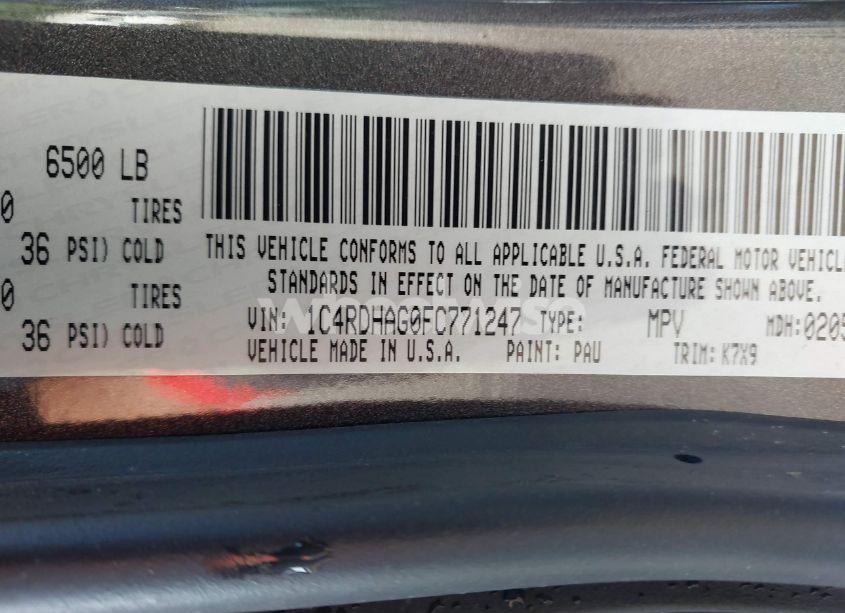 6500 LB
0 TIRES
36 PSI) COLD
0 TIRES
36 PSI) COLD
THIS VEHICLE CONFORMS TO ALL APPLICABLE U.S.A. FEDERAL MOTOR VEHICLE
STANDARDS IN EFFECT ON THE DATE OF MANUFACTURE SHOWN ABOVE.
VIN: 1C4RDHAG0FC771247 TYPE: MPV MDH:0205
VEHICLE MADE IN U.S.A. PAINT: PAU TRIM: K7X9